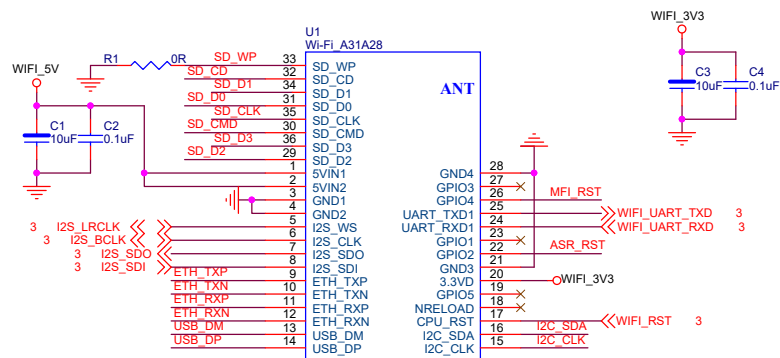 U1
Wi-Fi_A31A28
ANT
R1 0R
WIFI_5V
C1
10uF
C2
0.1uF
WIFI_3V3
C3
10uF
C4
0.1uF
SD_WP 33 SD_WP
SD_CD 32 SD_CD
SD_D1 34 SD_D1
SD_D0 31 SD_D0
SD_CLK 35 SD_CLK
SD_CMD 30 SD_CMD
SD_D3 36 SD_D3
SD_D2 29 SD_D2
1 5VIN1
2 5VIN2
3 GND1
4 GND2
3 I2S_LRCLK 5 I2S_WS
3 I2S_BCLK 6 I2S_CLK
3 I2S_SDO 7 I2S_SDO
3 I2S_SDI 8 I2S_SDI
ETH_TXP 9 ETH_TXP
ETH_TXN 10 ETH_TXN
ETH_RXP 11 ETH_RXP
ETH_RXN 12 ETH_RXN
USB_DM 13 USB_DM
USB_DP 14 USB_DP
GND4 28
GPIO3 27
GPIO4 26 MFI_RST
UART_TXD1 25 WIFI_UART_TXD 3
UART_RXD1 24 WIFI_UART_RXD 3
GPIO1 23
GPIO2 22 ASR_RST
GND3 21
3.3VD 20 WIFI_3V3
GPIO5 19
NRELOAD 18
CPU_RST 17 WIFI_RST 3
I2C_SDA 16 I2C_SDA
I2C_CLK 15 I2C_CLK